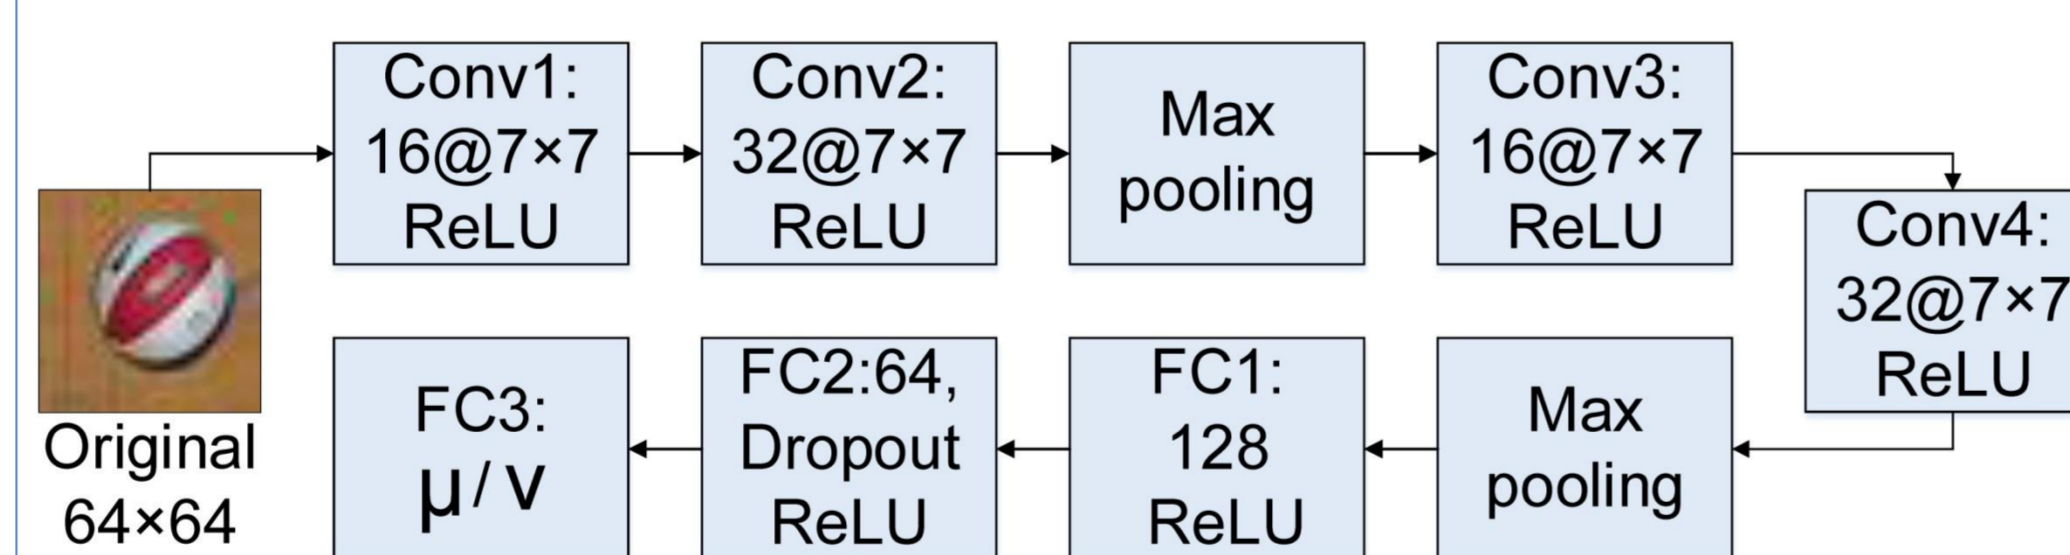 Conv1:
16@7×7
ReLU
Conv2:
32@7×7
ReLU
Max
pooling
Conv3:
16@7×7
ReLU
Conv4:
32@7×7
ReLU
Max
pooling
FC1:
128
ReLU
FC2:64,
Dropout
ReLU
FC3:
μ/v
Original
64×64